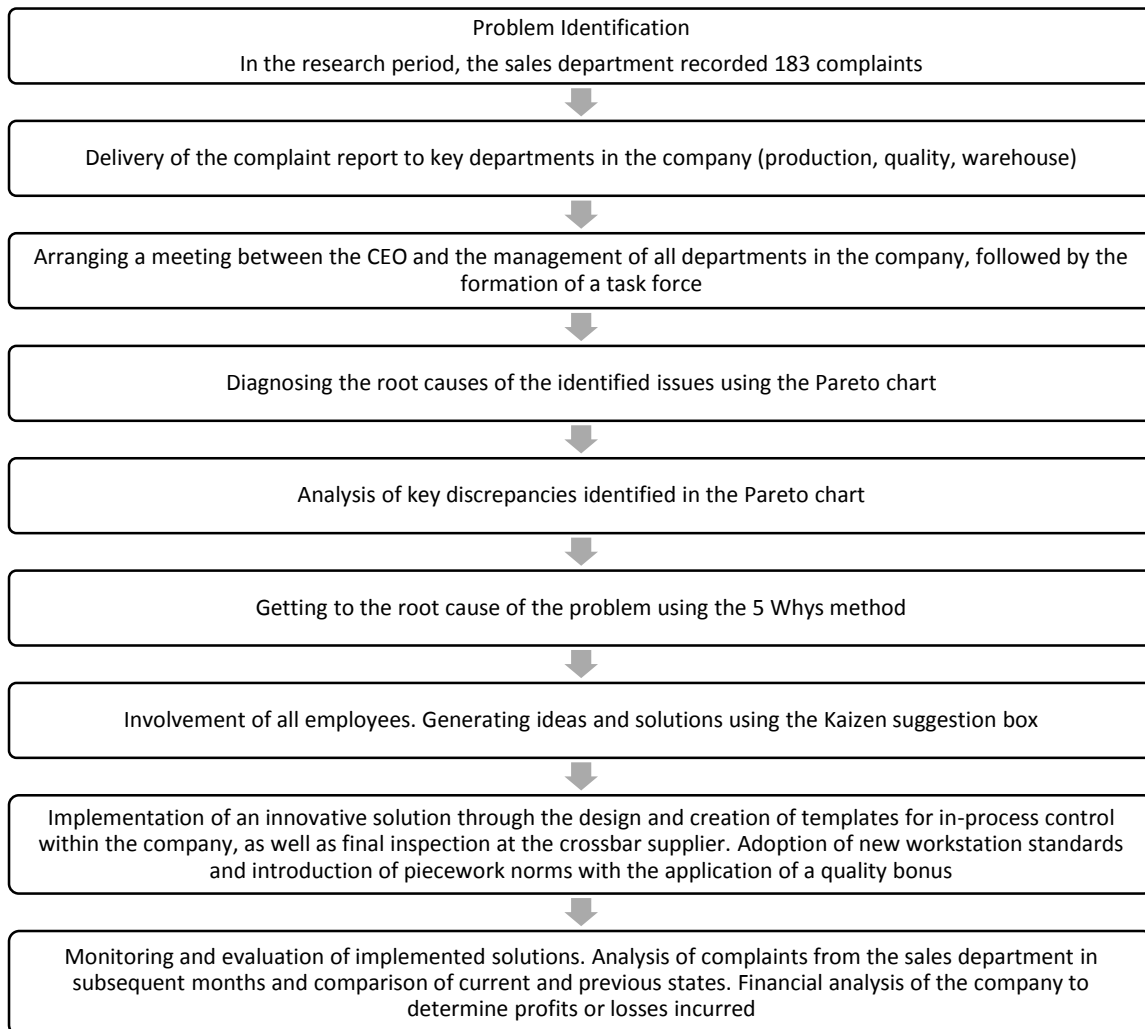 Problem Identification
In the research period, the sales department recorded 183 complaints
Delivery of the complaint report to key departments in the company (production, quality, warehouse)
Arranging a meeting between the CEO and the management of all departments in the company, followed by the
formation of a task force
Diagnosing the root causes of the identified issues using the Pareto chart
Analysis of key discrepancies identified in the Pareto chart
Getting to the root cause of the problem using the 5 Whys method
Involvement of all employees. Generating ideas and solutions using the Kaizen suggestion box
Implementation of an innovative solution through the design and creation of templates for in-process control
within the company, as well as final inspection at the crossbar supplier. Adoption of new workstation standards
and introduction of piecework norms with the application of a quality bonus
Monitoring and evaluation of implemented solutions. Analysis of complaints from the sales department in
subsequent months and comparison of current and previous states. Financial analysis of the company to
determine profits or losses incurred